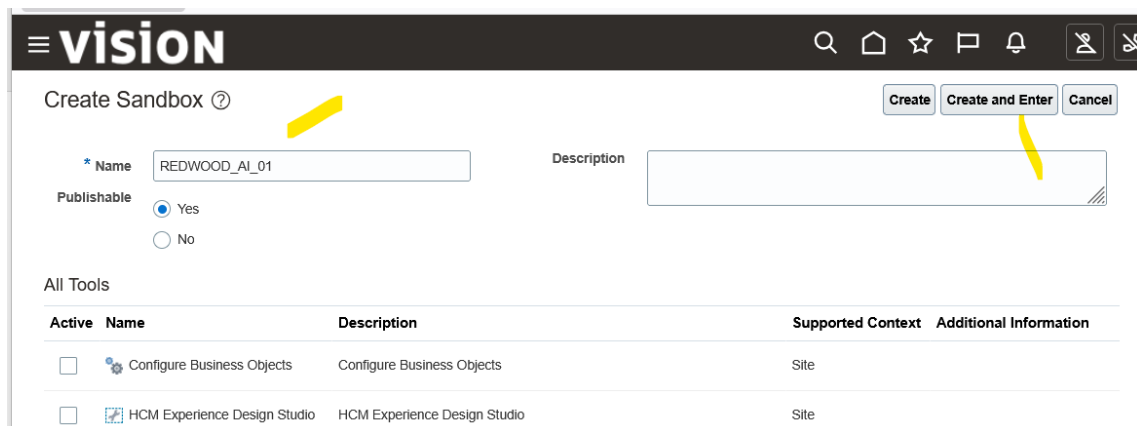 vision
Create Sandbox ?
Create Create and Enter Cancel
* Name REDWOOD_AI_01
Description
Publishable
Yes
No
All Tools
Active Name Description Supported Context Additional Information
Configure Business Objects Configure Business Objects Site
HCM Experience Design Studio HCM Experience Design Studio Site